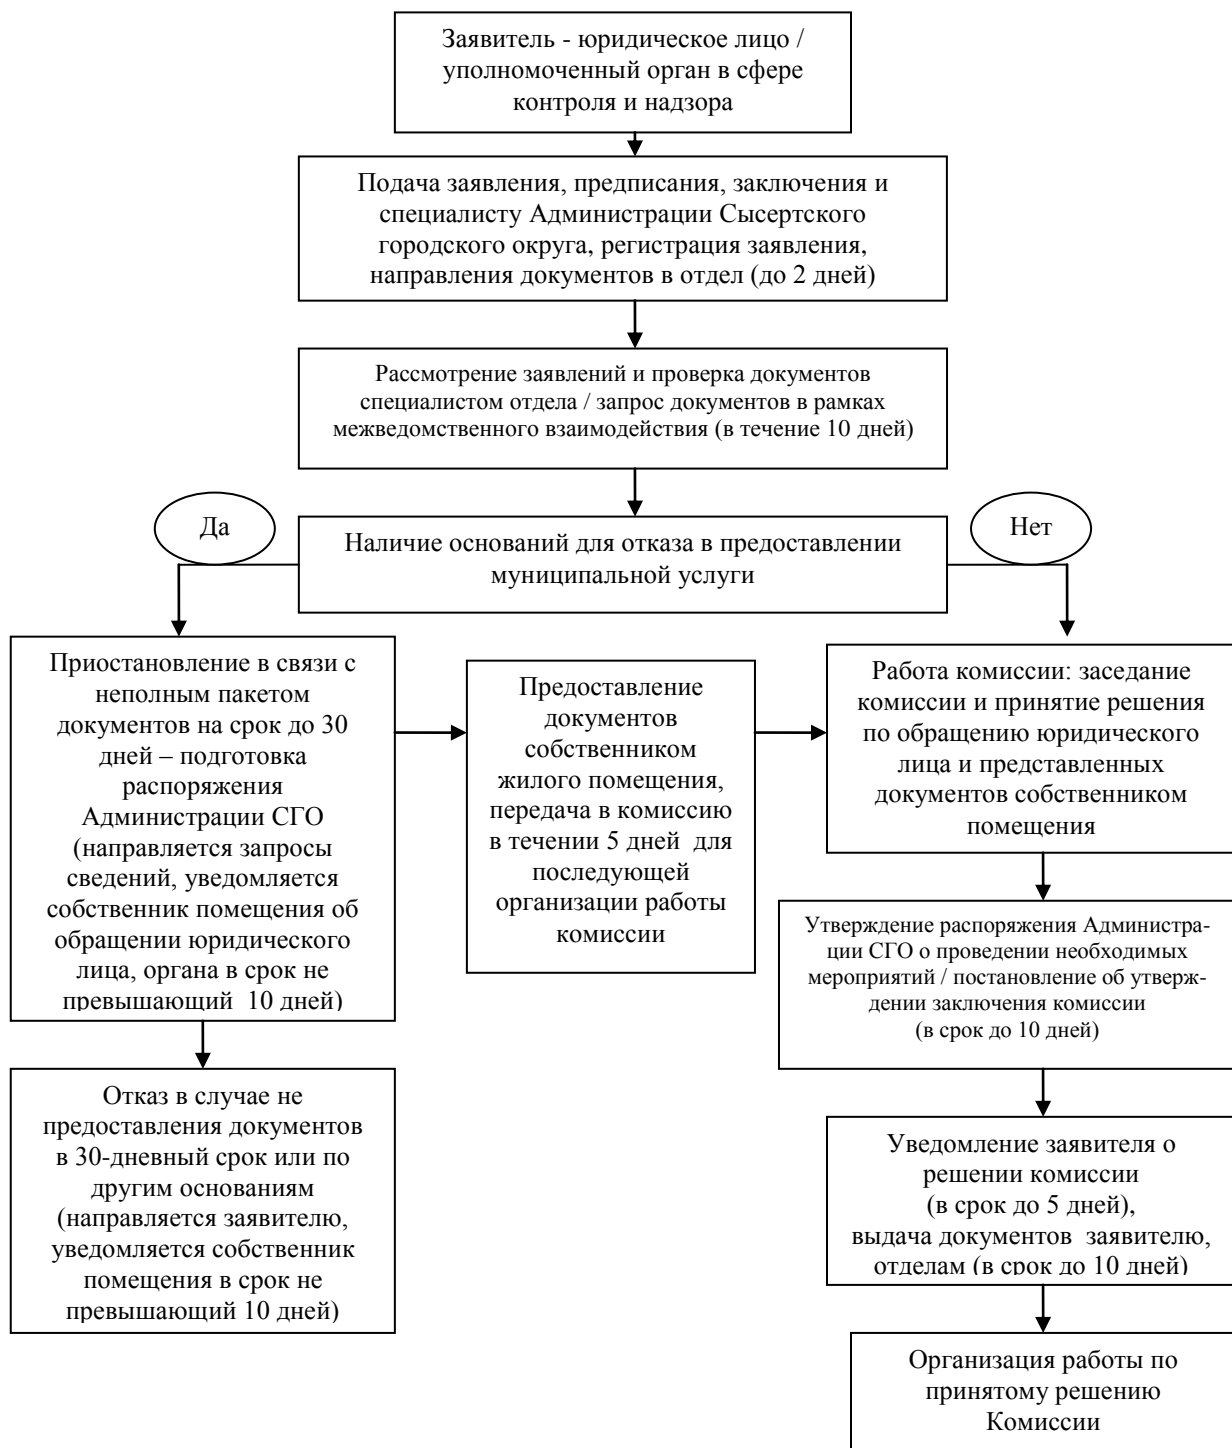 Заявитель - юридическое лицо /
уполномоченный орган в сфере
контроля и надзора
Подача заявления, предписания, заключения и
специалисту Администрации Сысертского
городского округа, регистрация заявления,
направления документов в отдел (до 2 дней)
Рассмотрение заявлений и проверка документов
специалистом отдела / запрос документов в рамках
межведомственного взаимодействия (в течение 10 дней)
Да
Наличие оснований для отказа в предоставлении
муниципальной услуги
Нет
Приостановление в связи с
неполным пакетом
документов на срок до 30
дней – подготовка
распоряжения
Администрации СГО
(направляется запросы
сведений, уведомляется
собственник помещения об
обращении юридического
лица, органа в срок не
превышающий 10 дней)
Предоставление
документов
собственником
жилого помещения,
передача в комиссию
в течении 5 дней для
последующей
организации работы
комиссии
Работа комиссии: заседание
комиссии и принятие решения
по обращению юридического
лица и представленных
документов собственником
помещения
Утверждение распоряжения Администра-
ции СГО о проведении необходимых
мероприятий / постановление об утверж-
дении заключения комиссии
(в срок до 10 дней)
Отказ в случае не
предоставления документов
в 30-дневный срок или по
другим основаниям
(направляется заявителю,
уведомляется собственник
помещения в срок не
превышающий 10 дней)
Уведомление заявителя о
решении комиссии
(в срок до 5 дней),
выдача документов заявителю,
отделам (в срок до 10 дней)
Организация работы по
принятому решению
Комиссии